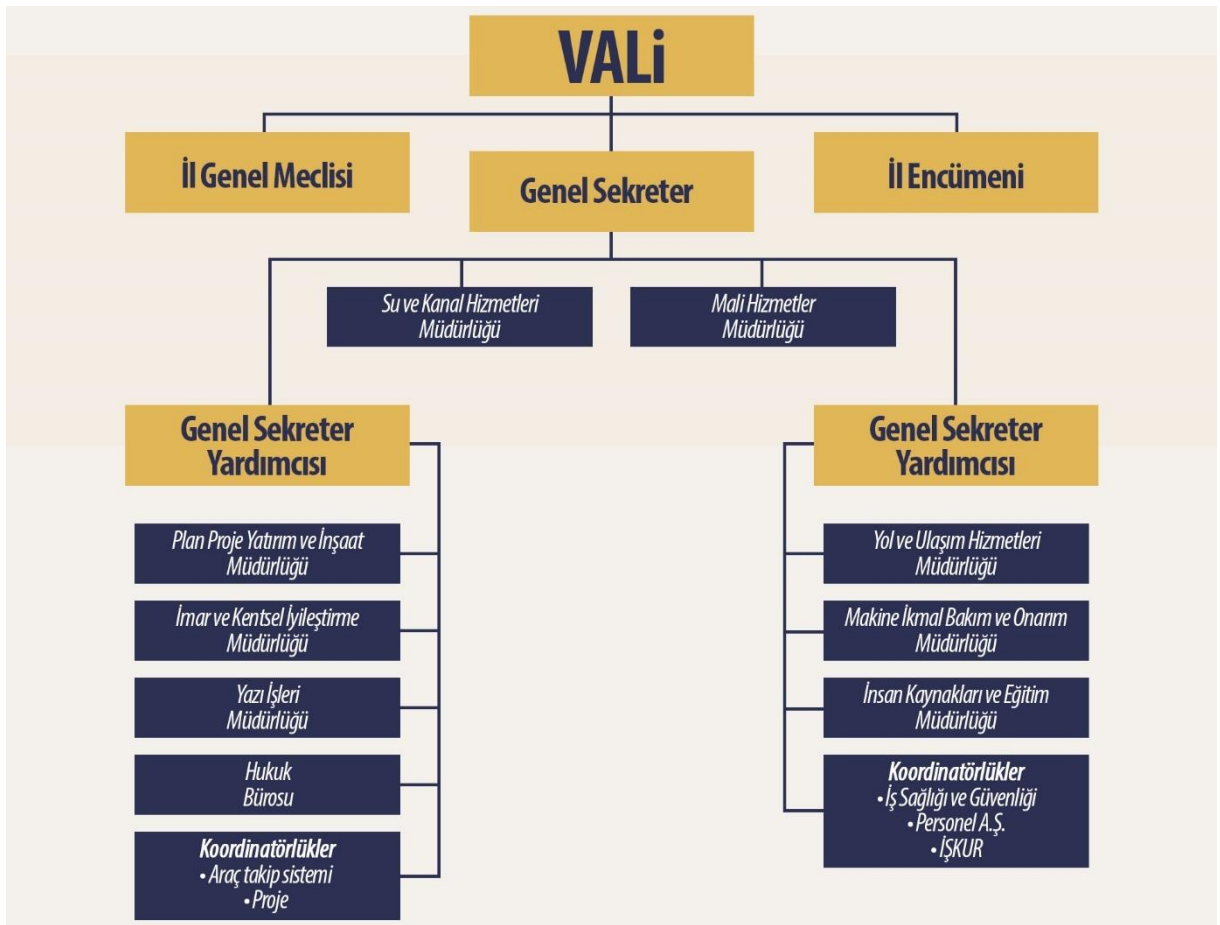 VALİ
İl Genel Meclisi
Genel Sekreter
İl Encümeni
Su ve Kanal Hizmetleri
Müdürlüğü
Mali Hizmetler
Müdürlüğü
Genel Sekreter
Yardımcısı
Plan Proje Yatırım ve İnşaat
Müdürlüğü
İmar ve Kentsel İyileştirme
Müdürlüğü
Yazı İşleri
Müdürlüğü
Hukuk
Bürosu
Koordinatörlükler
• Araç takip sistemi
• Proje
Genel Sekreter
Yardımcısı
Yol ve Ulaşım Hizmetleri
Müdürlüğü
Makine İkmal Bakım ve Onarım
Müdürlüğü
İnsan Kaynakları ve Eğitim
Müdürlüğü
Koordinatörlükler
• İş Sağlığı ve Güvenliği
• Personel A.Ş.
• İŞKUR